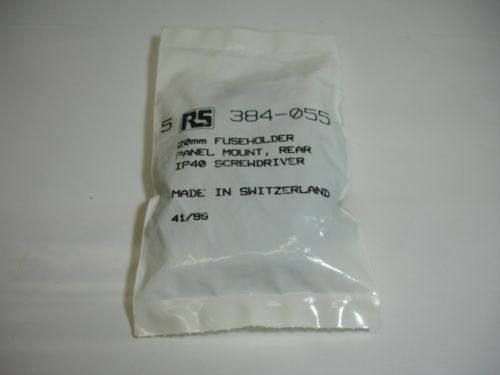 5 RS 384-055
20mm FUSEHOLDER
PANEL MOUNT, REAR
IP40 SCREWDRIVER
MADE IN SWITZERLAND
41/95